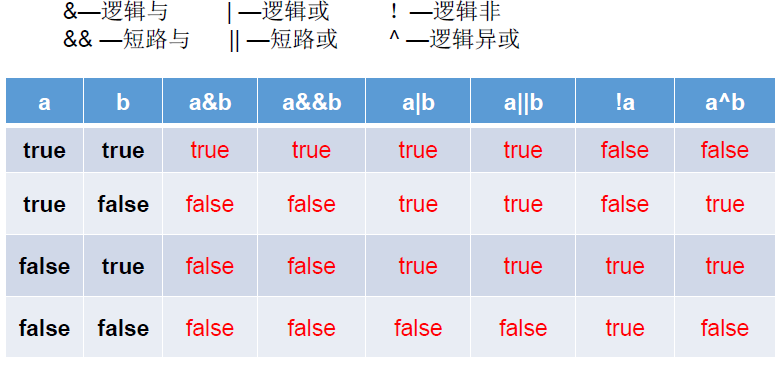 &—逻辑与 | —逻辑或 ！—逻辑非
&& —短路与 || —短路或 ^ —逻辑异或
a b a&b a&&b a|b a||b !a a^b
true true true true true true false false
true false false false true true false true
false true false false true true true true
false false false false false false true false